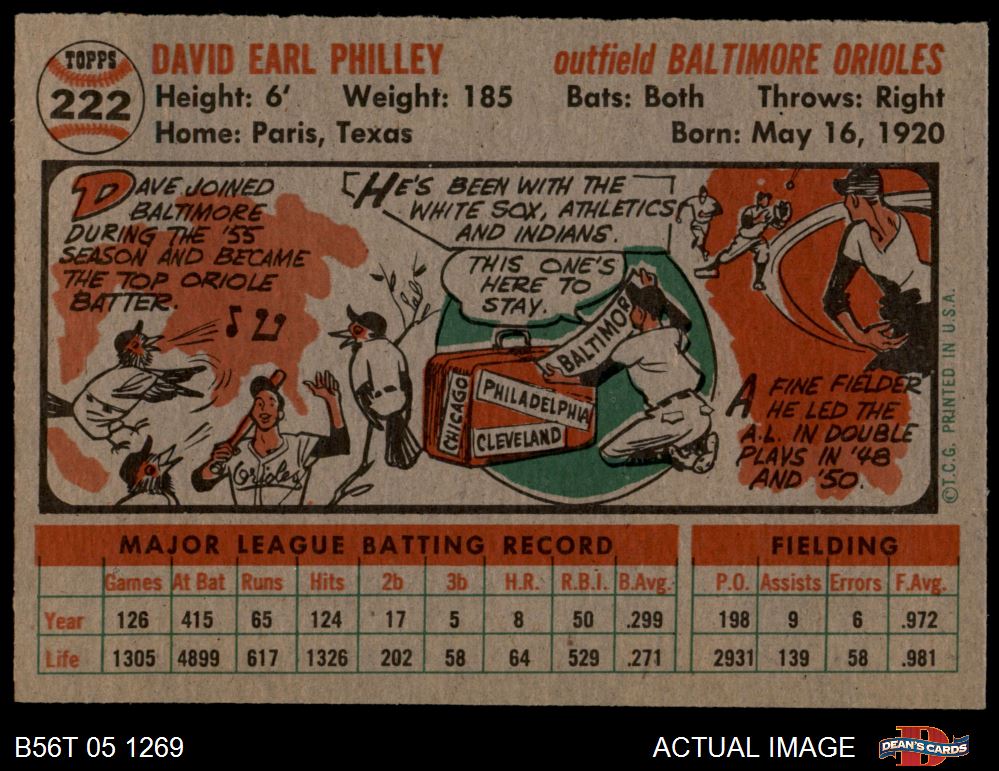 TOPPS
222
DAVID EARL PHILLEY outfield BALTIMORE ORIOLES
Height: 6' Weight: 185 Bats: Both Throws: Right
Home: Paris, Texas Born: May 16, 1920
DAVE JOINED
BALTIMORE
DURING THE '55
SEASON AND BECAME
THE TOP ORIOLE
BATTER.
Orioles
HE'S BEEN WITH THE
WHITE SOX, ATHLETICS
AND INDIANS.
THIS ONE'S
HERE TO
STAY.
BALTIMOR
CHICAGO
PHILADELPHIA
CLEVELAND
A FINE FIELDER
HE LED THE
A.L. IN DOUBLE
PLAYS IN '48
AND '50.
©T.C.G. PRINTED IN U.S.A.
MAJOR LEAGUE BATTING RECORD FIELDING
Games At Bat Runs Hits 2b 3b H.R. R.B.I. B.Avg. P.O. Assists Errors F.Avg.
Year 126 415 65 124 17 5 8 50 .299 198 9 6 .972
Life 1305 4899 617 1326 202 58 64 529 .271 2931 139 58 .981
B56T 05 1269 ACTUAL IMAGE DEAN'S CARDS